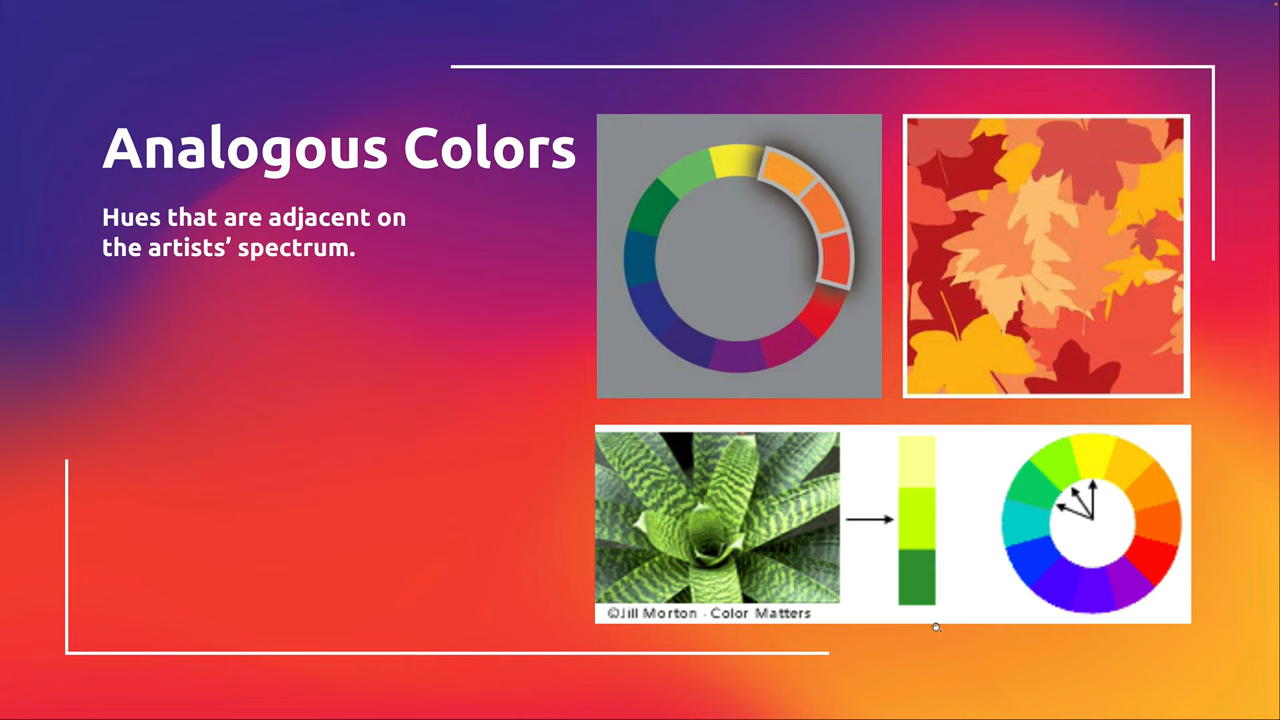 Analogous Colors
Hues that are adjacent on
the artists’ spectrum.
©Jill Morton - Color Matters